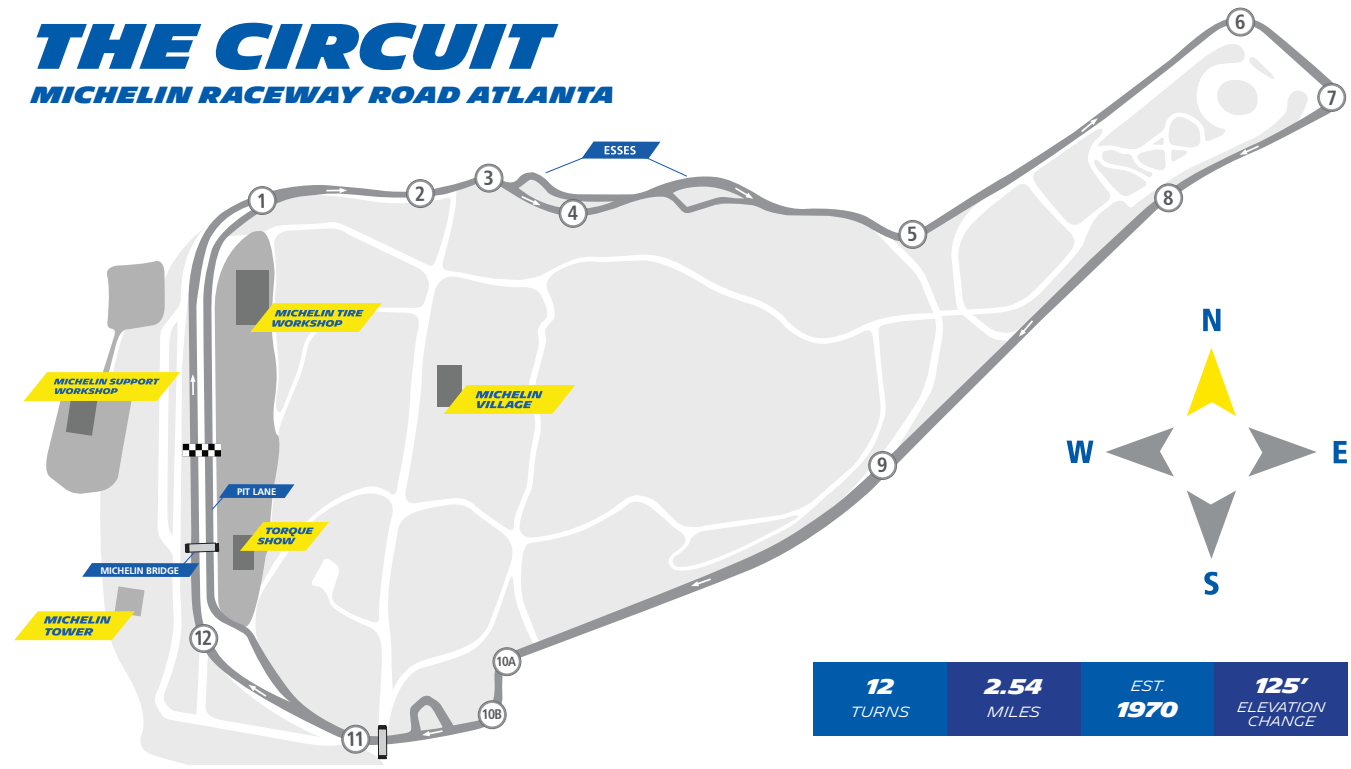 THE CIRCUIT
MICHELIN RACEWAY ROAD ATLANTA
6
7
ESSES
3
1
2
4
8
5
MICHELIN TIRE
WORKSHOP
N
MICHELIN SUPPORT
WORKSHOP
MICHELIN
VILLAGE
W
E
9
PIT LANE
TORQUE
SHOW
MICHELIN BRIDGE
S
MICHELIN
TOWER
12
10A
10B
11
12
TURNS
2.54
MILES
EST.
1970
125’
ELEVATION
CHANGE